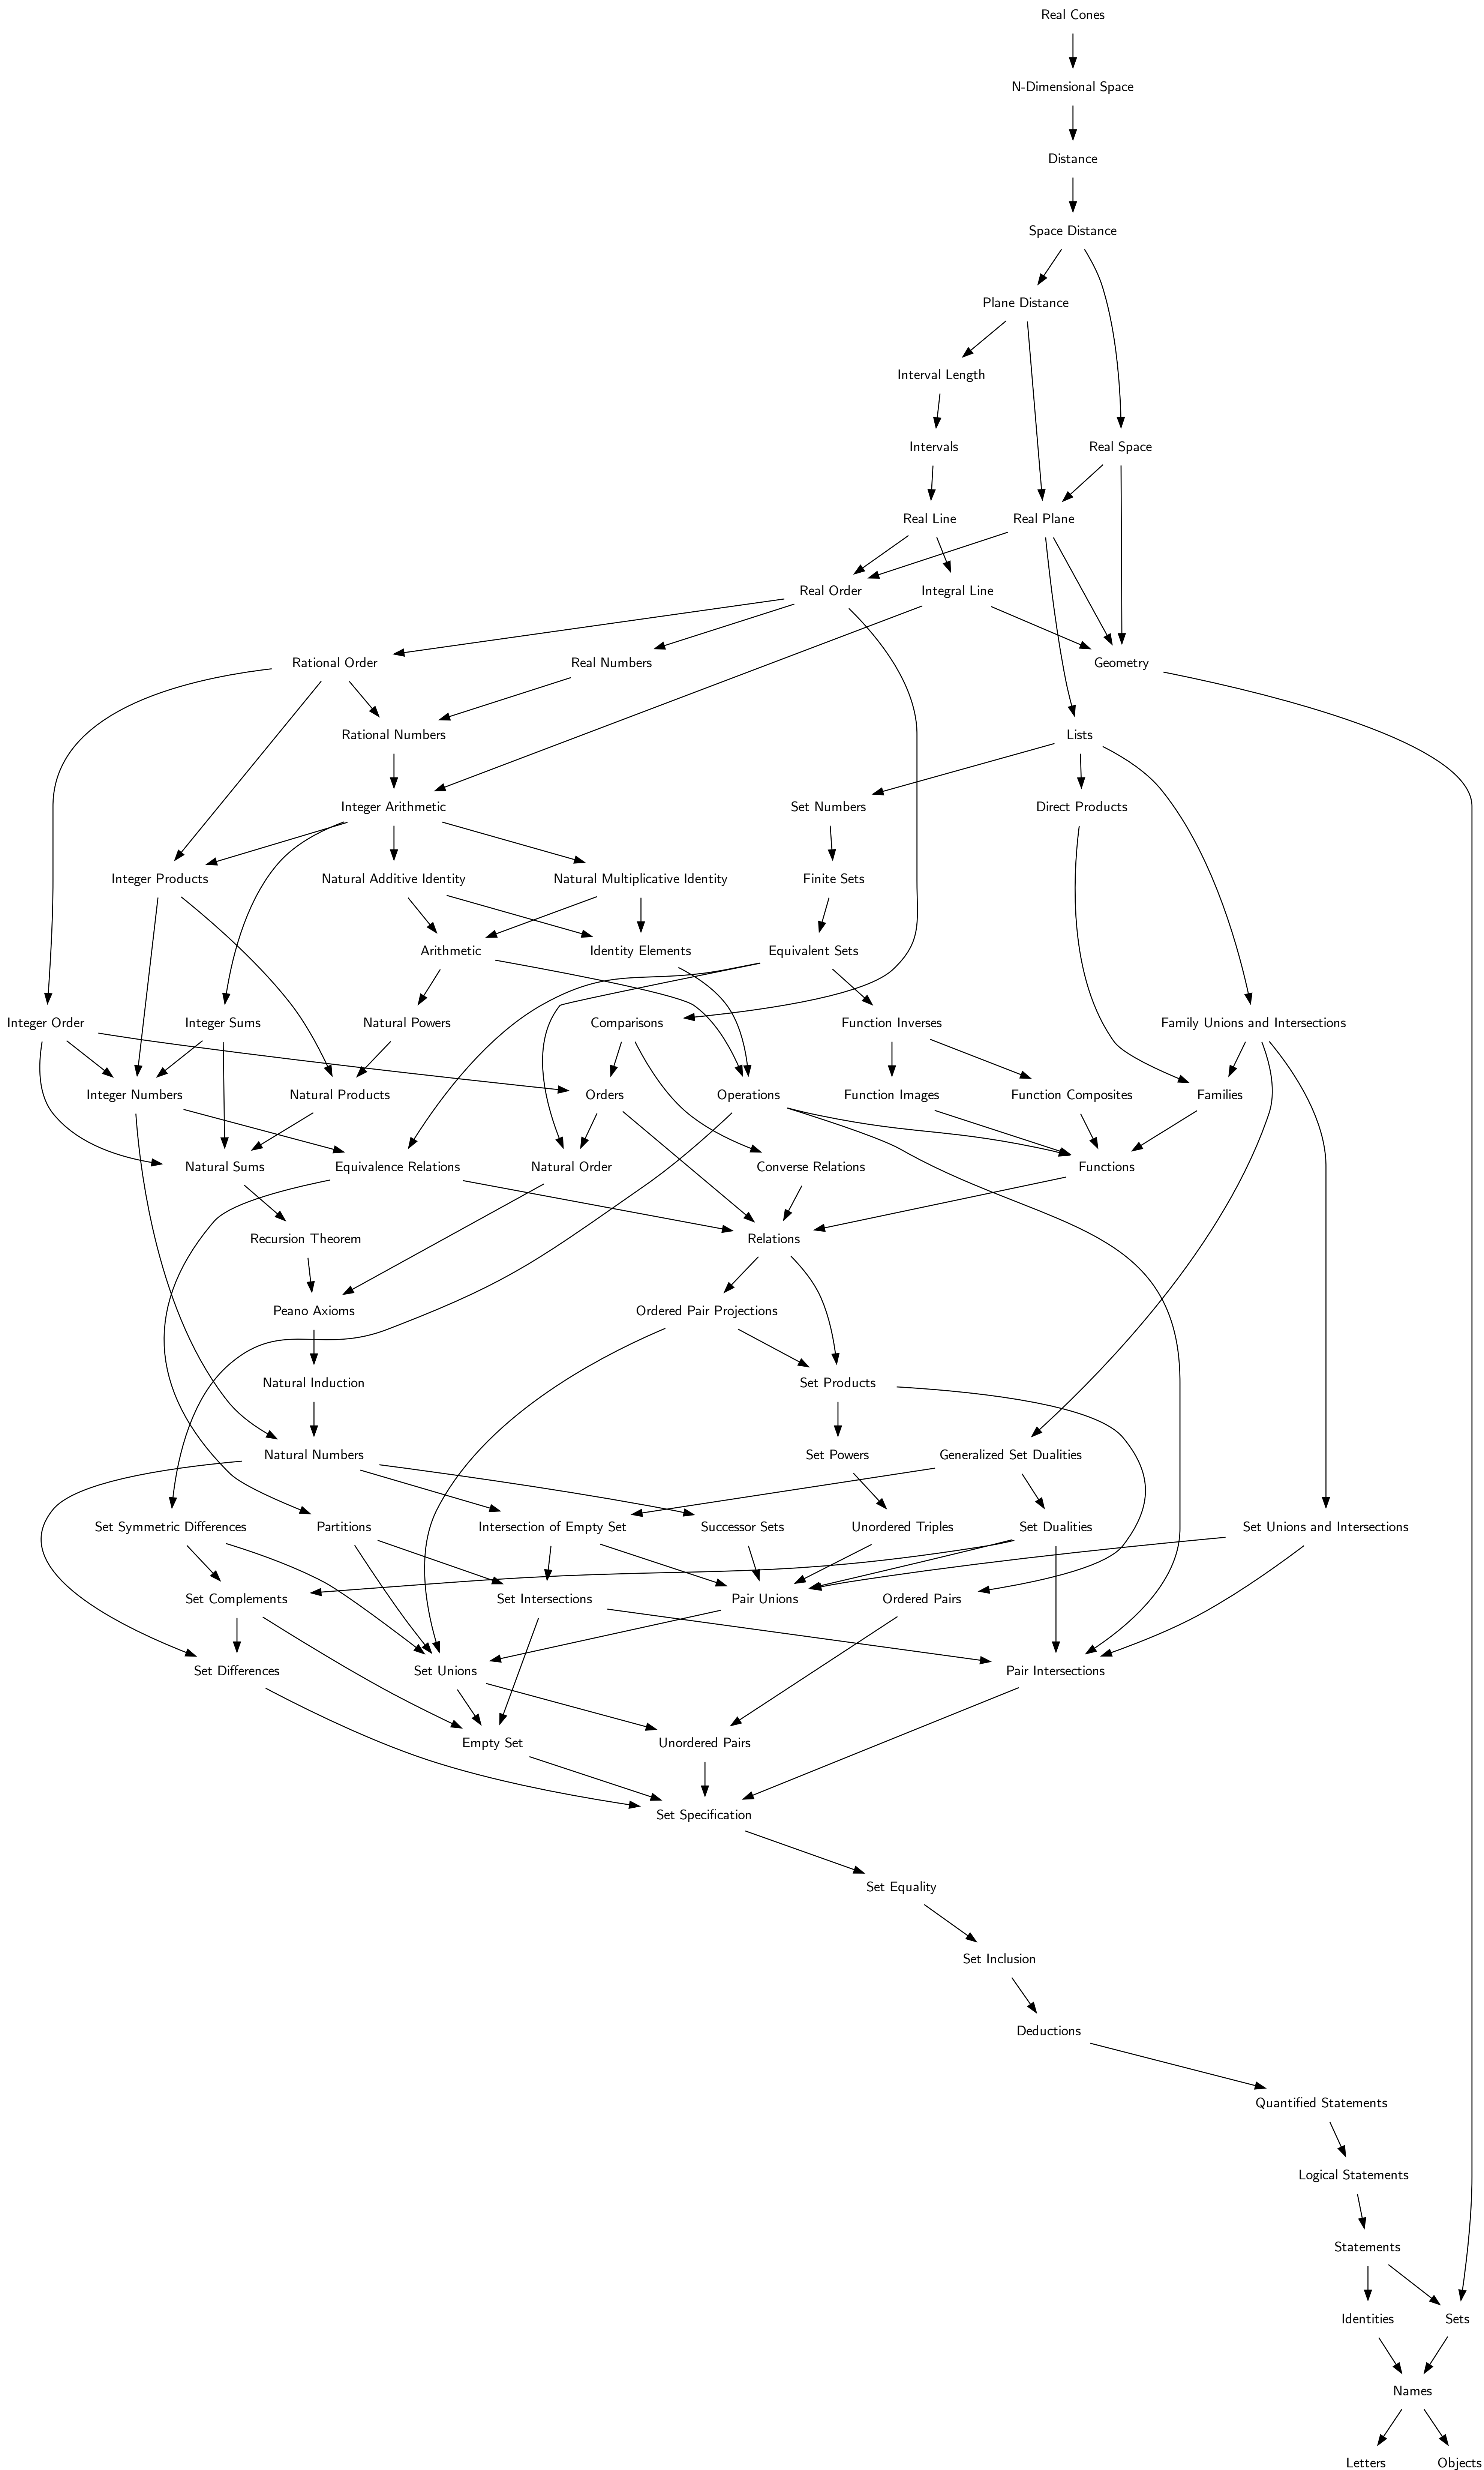 Real Cones
N-Dimensional Space
Distance
Space Distance
Plane Distance
Interval Length
Intervals
Real Space
Real Line
Real Plane
Real Order
Integral Line
Rational Order
Real Numbers
Geometry
Rational Numbers
Lists
Integer Arithmetic
Set Numbers
Direct Products
Integer Products
Natural Additive Identity
Natural Multiplicative Identity
Finite Sets
Arithmetic
Identity Elements
Equivalent Sets
Integer Order
Integer Sums
Natural Powers
Comparisons
Function Inverses
Family Unions and Intersections
Integer Numbers
Natural Products
Orders
Operations
Function Images
Function Composites
Families
Natural Sums
Equivalence Relations
Natural Order
Converse Relations
Functions
Recursion Theorem
Relations
Peano Axioms
Ordered Pair Projections
Natural Induction
Set Products
Natural Numbers
Set Powers
Generalized Set Dualities
Set Symmetric Differences
Partitions
Intersection of Empty Set
Successor Sets
Unordered Triples
Set Dualities
Set Unions and Intersections
Set Complements
Set Intersections
Pair Unions
Ordered Pairs
Set Differences
Set Unions
Pair Intersections
Empty Set
Unordered Pairs
Set Specification
Set Equality
Set Inclusion
Deductions
Quantified Statements
Logical Statements
Statements
Identities
Sets
Names
Letters
Objects